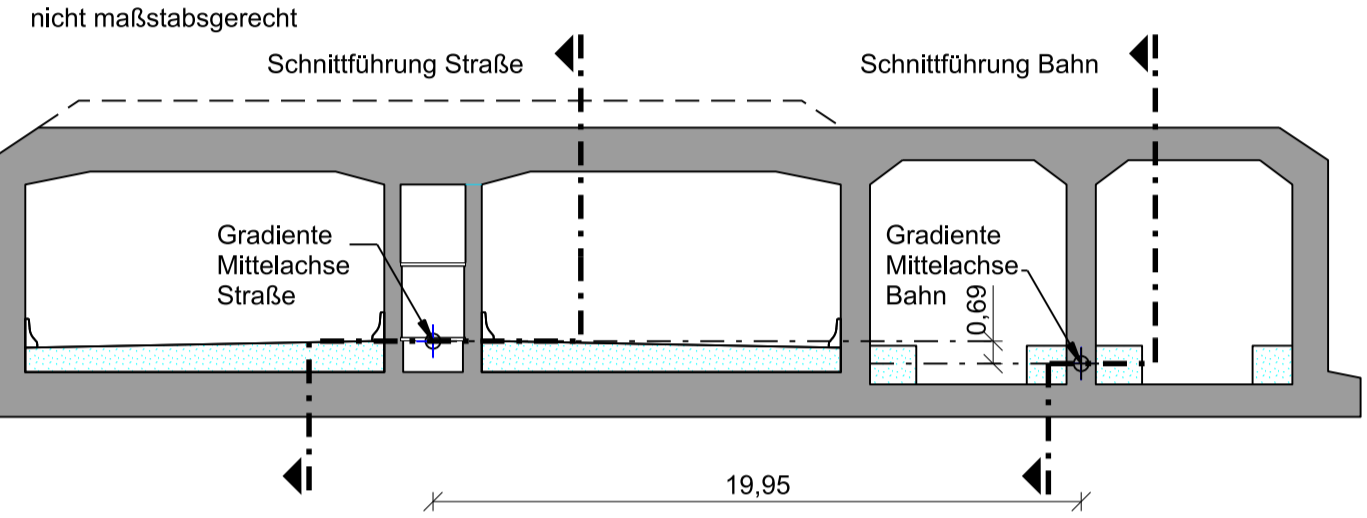 nicht maßstabsgerecht
Schnittführung Straße
Schnittführung Bahn
Gradiente
Mittelachse
Straße
Gradiente
Mittelachse
Bahn
0,69
19,95